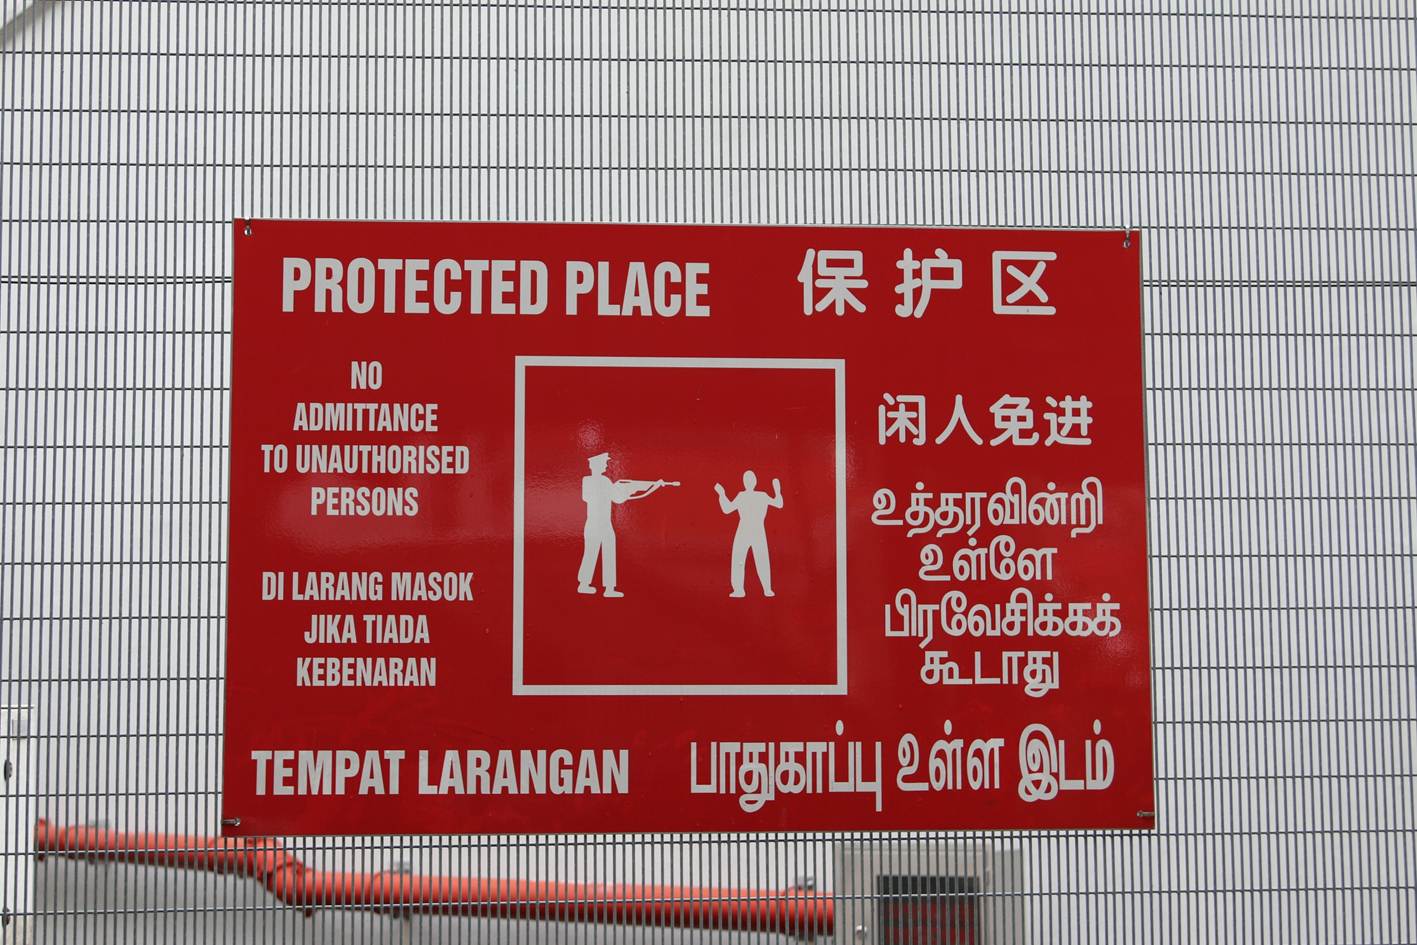 PROTECTED PLACE
保护区
NO
ADMITTANCE
TO UNAUTHORISED
PERSONS
DI LARANG MASOK
JIKA TIADA
KEBENARAN
闲人免进
உத்தரவின்றி
உள்ளே
பிரவேசிக்கக்
கூடாது
TEMPAT LARANGAN
பாதுகாப்பு உள்ள இடம்